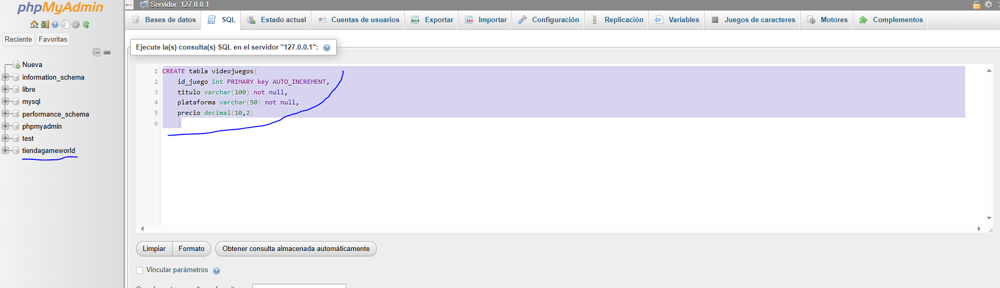 phpMyAdmin
Reciente Favoritas
Nueva
information_schema
libre
mysql
performance_schema
phpmyadmin
test
tiendagameworld
Servidor: 127.0.0.1
Bases de datos SQL Estado actual Cuentas de usuarios Exportar Importar Configuración Replicación Variables Juegos de caracteres Motores Complementos
Ejecute la(s) consulta(s) SQL en el servidor "127.0.0.1":
1 CREATE tabla videojuegos(
2 id_juego int PRIMARY key AUTO_INCREMENT,
3 titulo varchar(100) not null,
4 plataforma varchar(50) not null,
5 precio decimal(10,2)
6 )
Limpiar Formato Obtener consulta almacenada automáticamente
Vincular parámetros